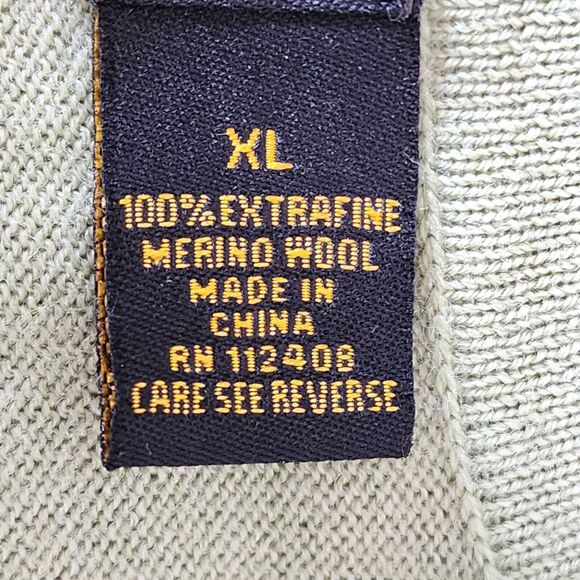 XL
100% EXTRAFINE
MERINO WOOL
MADE IN
CHINA
RN 112408
CARE SEE REVERSE